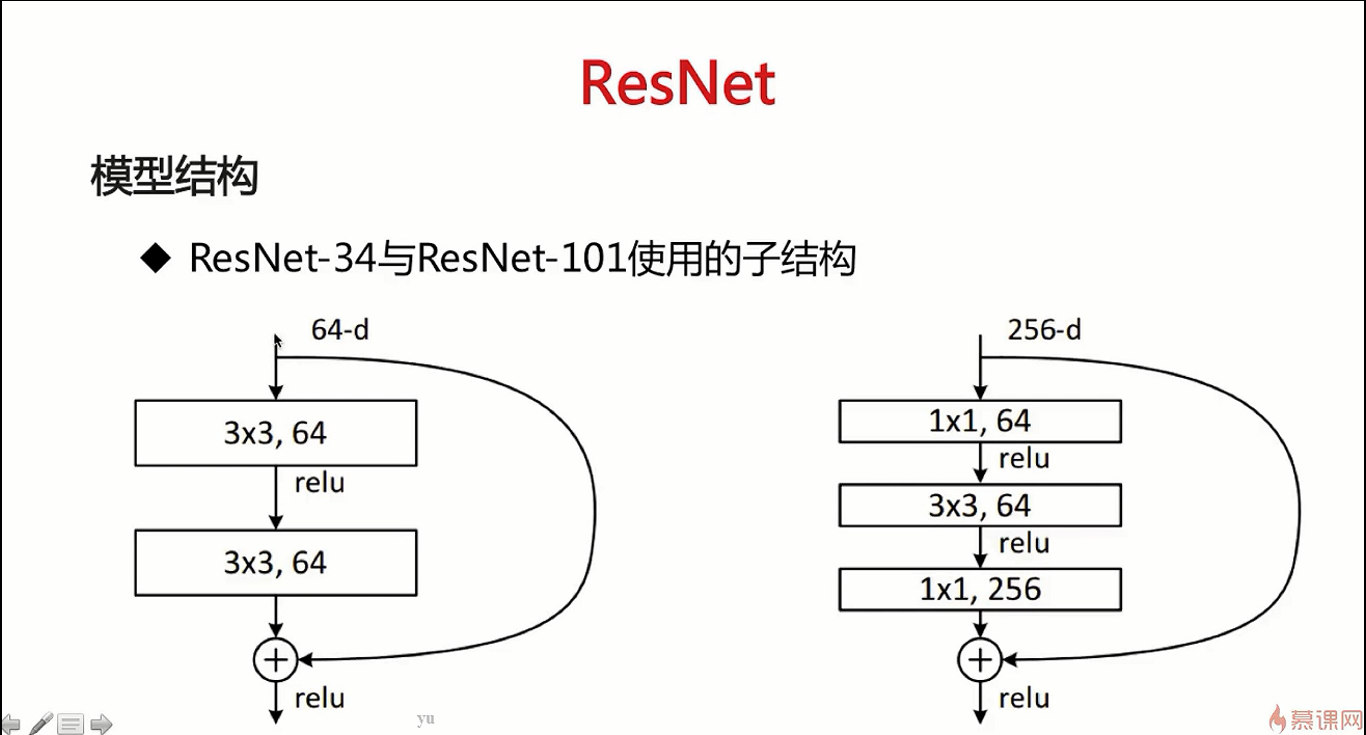 ResNet
模型结构
◆ ResNet-34与ResNet-101使用的子结构
64-d
3x3, 64
relu
3x3, 64
relu
256-d
1x1, 64
relu
3x3, 64
relu
1x1, 256
relu
yu
慕课网